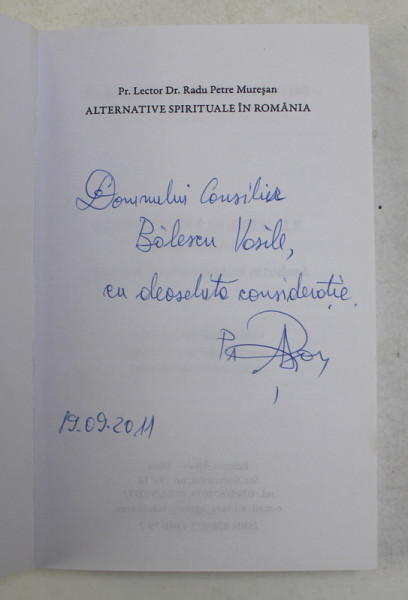 Pr. Lector Dr. Radu Petre Mureșan
ALTERNATIVE SPIRITUALE ÎN ROMÂNIA
Domnului Consilier
Bălescu Vasile,
cu deosebită considerație.
Pr.
19.09.2011